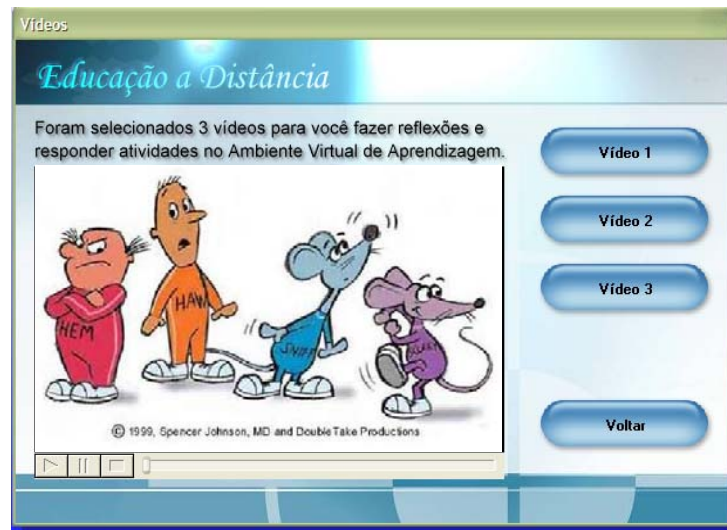 Vídeos
Educação a Distância
Foram selecionados 3 vídeos para você fazer reflexões e
responder atividades no Ambiente Virtual de Aprendizagem.
Vídeo 1
Vídeo 2
Vídeo 3
HEM
HAW
SNIFF
© 1999, Spencer Johnson, MD and DoubleTake Productions
Voltar